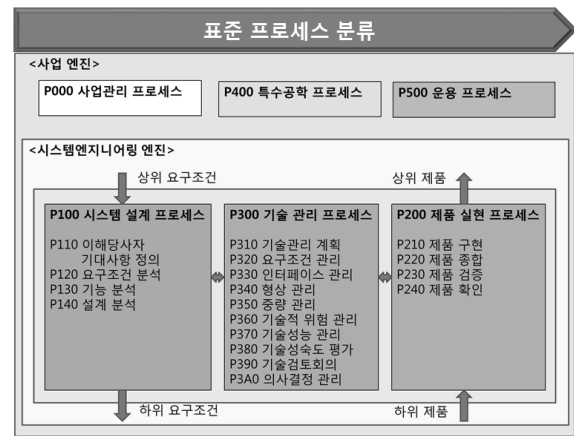 표준 프로세스 분류
<사업 엔진>
P000 사업관리 프로세스
P400 특수공학 프로세스
P500 운용 프로세스
<시스템엔지니어링 엔진>
상위 요구조건
상위 제품
P100 시스템 설계 프로세스
P110 이해당사자
기대사항 정의
P120 요구조건 분석
P130 기능 분석
P140 설계 분석
P300 기술 관리 프로세스
P310 기술관리 계획
P320 요구조건 관리
P330 인터페이스 관리
P340 형상 관리
P350 중량 관리
P360 기술적 위험 관리
P370 기술성능 관리
P380 기술성숙도 평가
P390 기술검토회의
P3A0 의사결정 관리
P200 제품 실현 프로세스
P210 제품 구현
P220 제품 종합
P230 제품 검증
P240 제품 확인
하위 요구조건
하위 제품